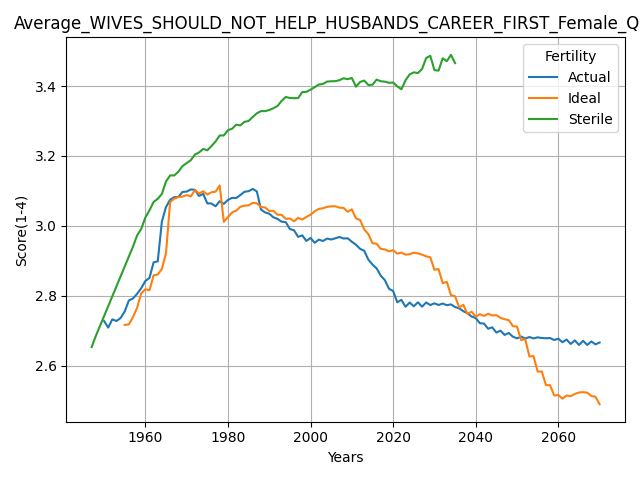 Average_WIVES_SHOULD_NOT_HELP_HUSBANDS_CAREER_FIRST_Female_Q
Fertility
Actual
Ideal
Sterile
Score(1-4)
3.4
3.2
3.0
2.8
2.6
1960 1980 2000 2020 2040 2060
Years